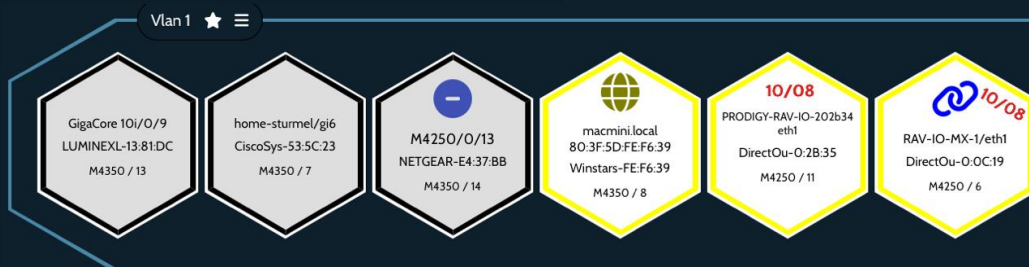 Vlan 1
GigaCore 10i/0/9
LUMINEXL-13:81:DC
M4350 / 13
home-sturmel/gi6
CiscoSys-53:5C:23
M4350 / 7
M4250/0/13
NETGEAR-E4:37:BB
M4350 / 14
macmini.local
80:3F:5D:FE:F6:39
Winstars-FE:F6:39
M4350 / 8
10/08
PRODIGY-RAV-IO-202b34
eth1
DirectOu-0:2B:35
M4250 / 11
10/08
RAV-IO-MX-1/eth1
DirectOu-0:0C:19
M4250 / 6